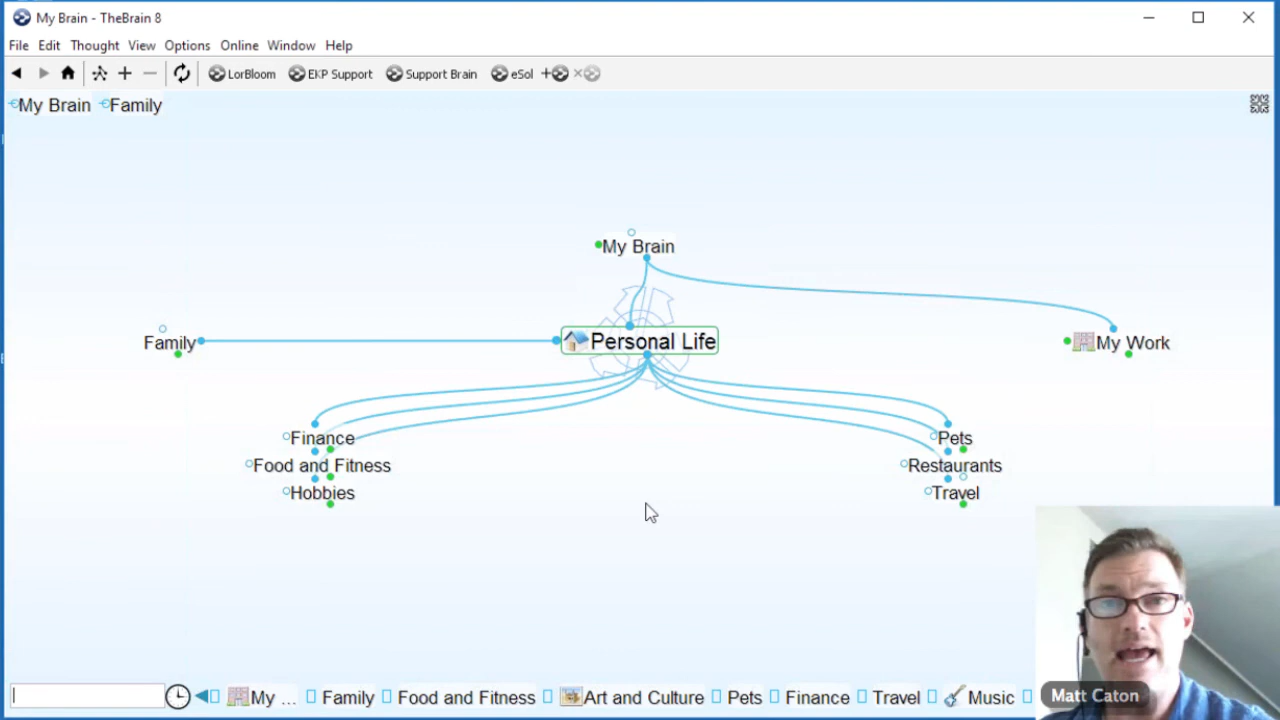 My Brain - TheBrain 8
File Edit Thought View Options Online Window Help
LorBloom EKP Support Support Brain eSol
My Brain Family
My Brain
Family Personal Life My Work
Finance Pets
Food and Fitness Restaurants
Hobbies Travel
My ... Family Food and Fitness Art and Culture Pets Finance Travel Music
Matt Caton